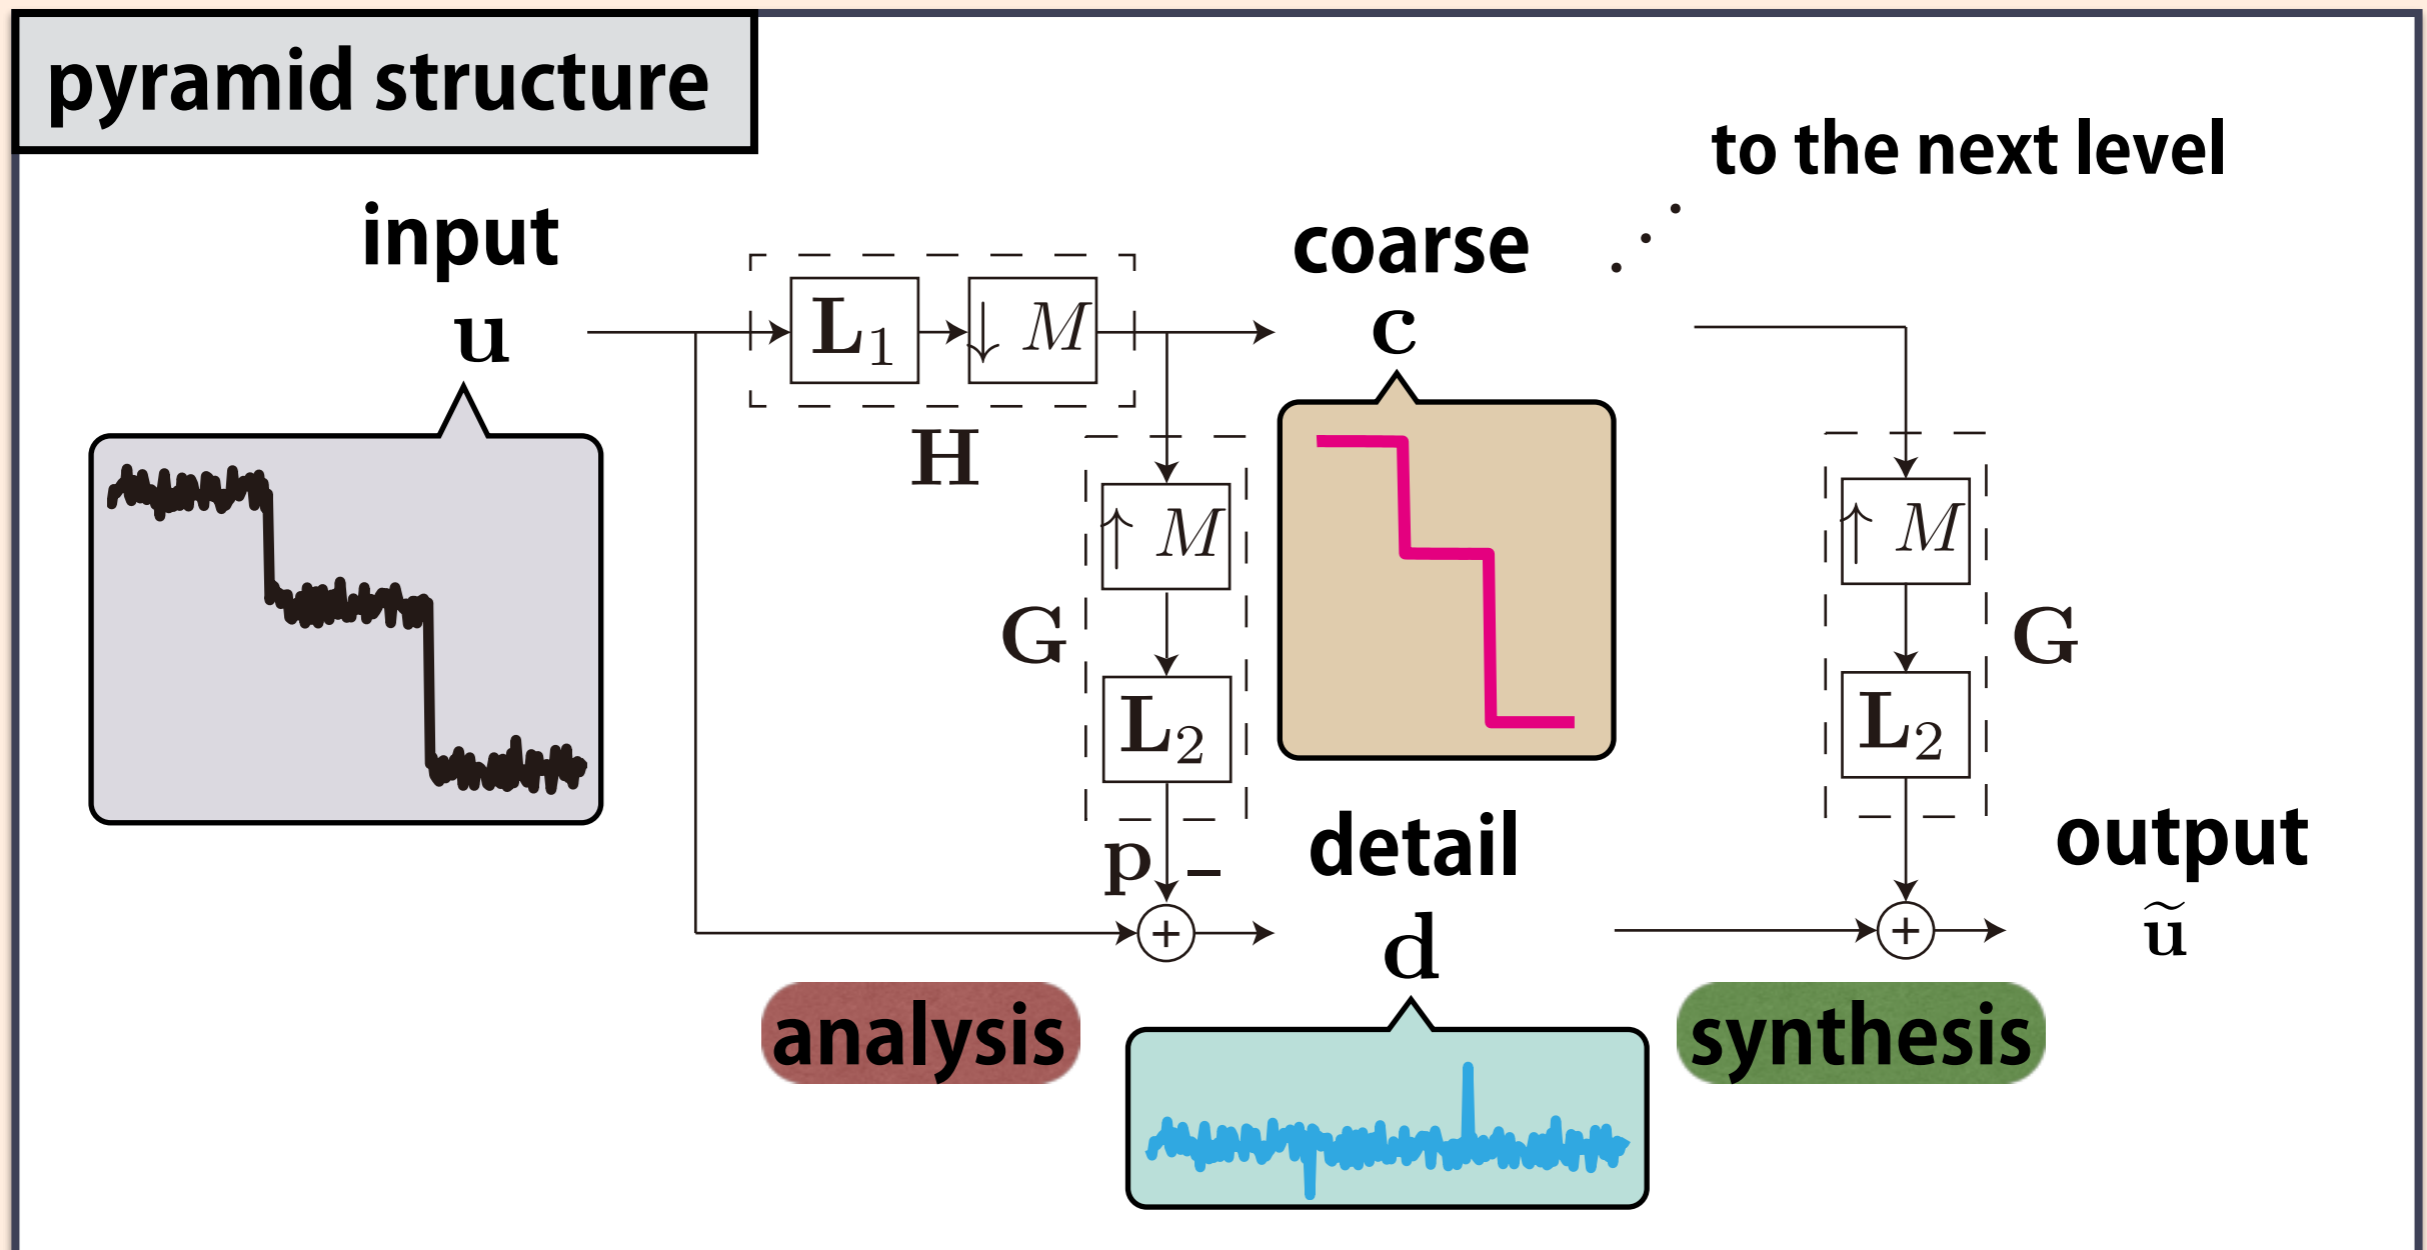 pyramid structure
to the next level
input
coarse
u
L₁
↓ M
c
H
↑ M
↑ M
G
G
L₂
L₂
p
–
detail
output
+
d
+
ũ
analysis
synthesis